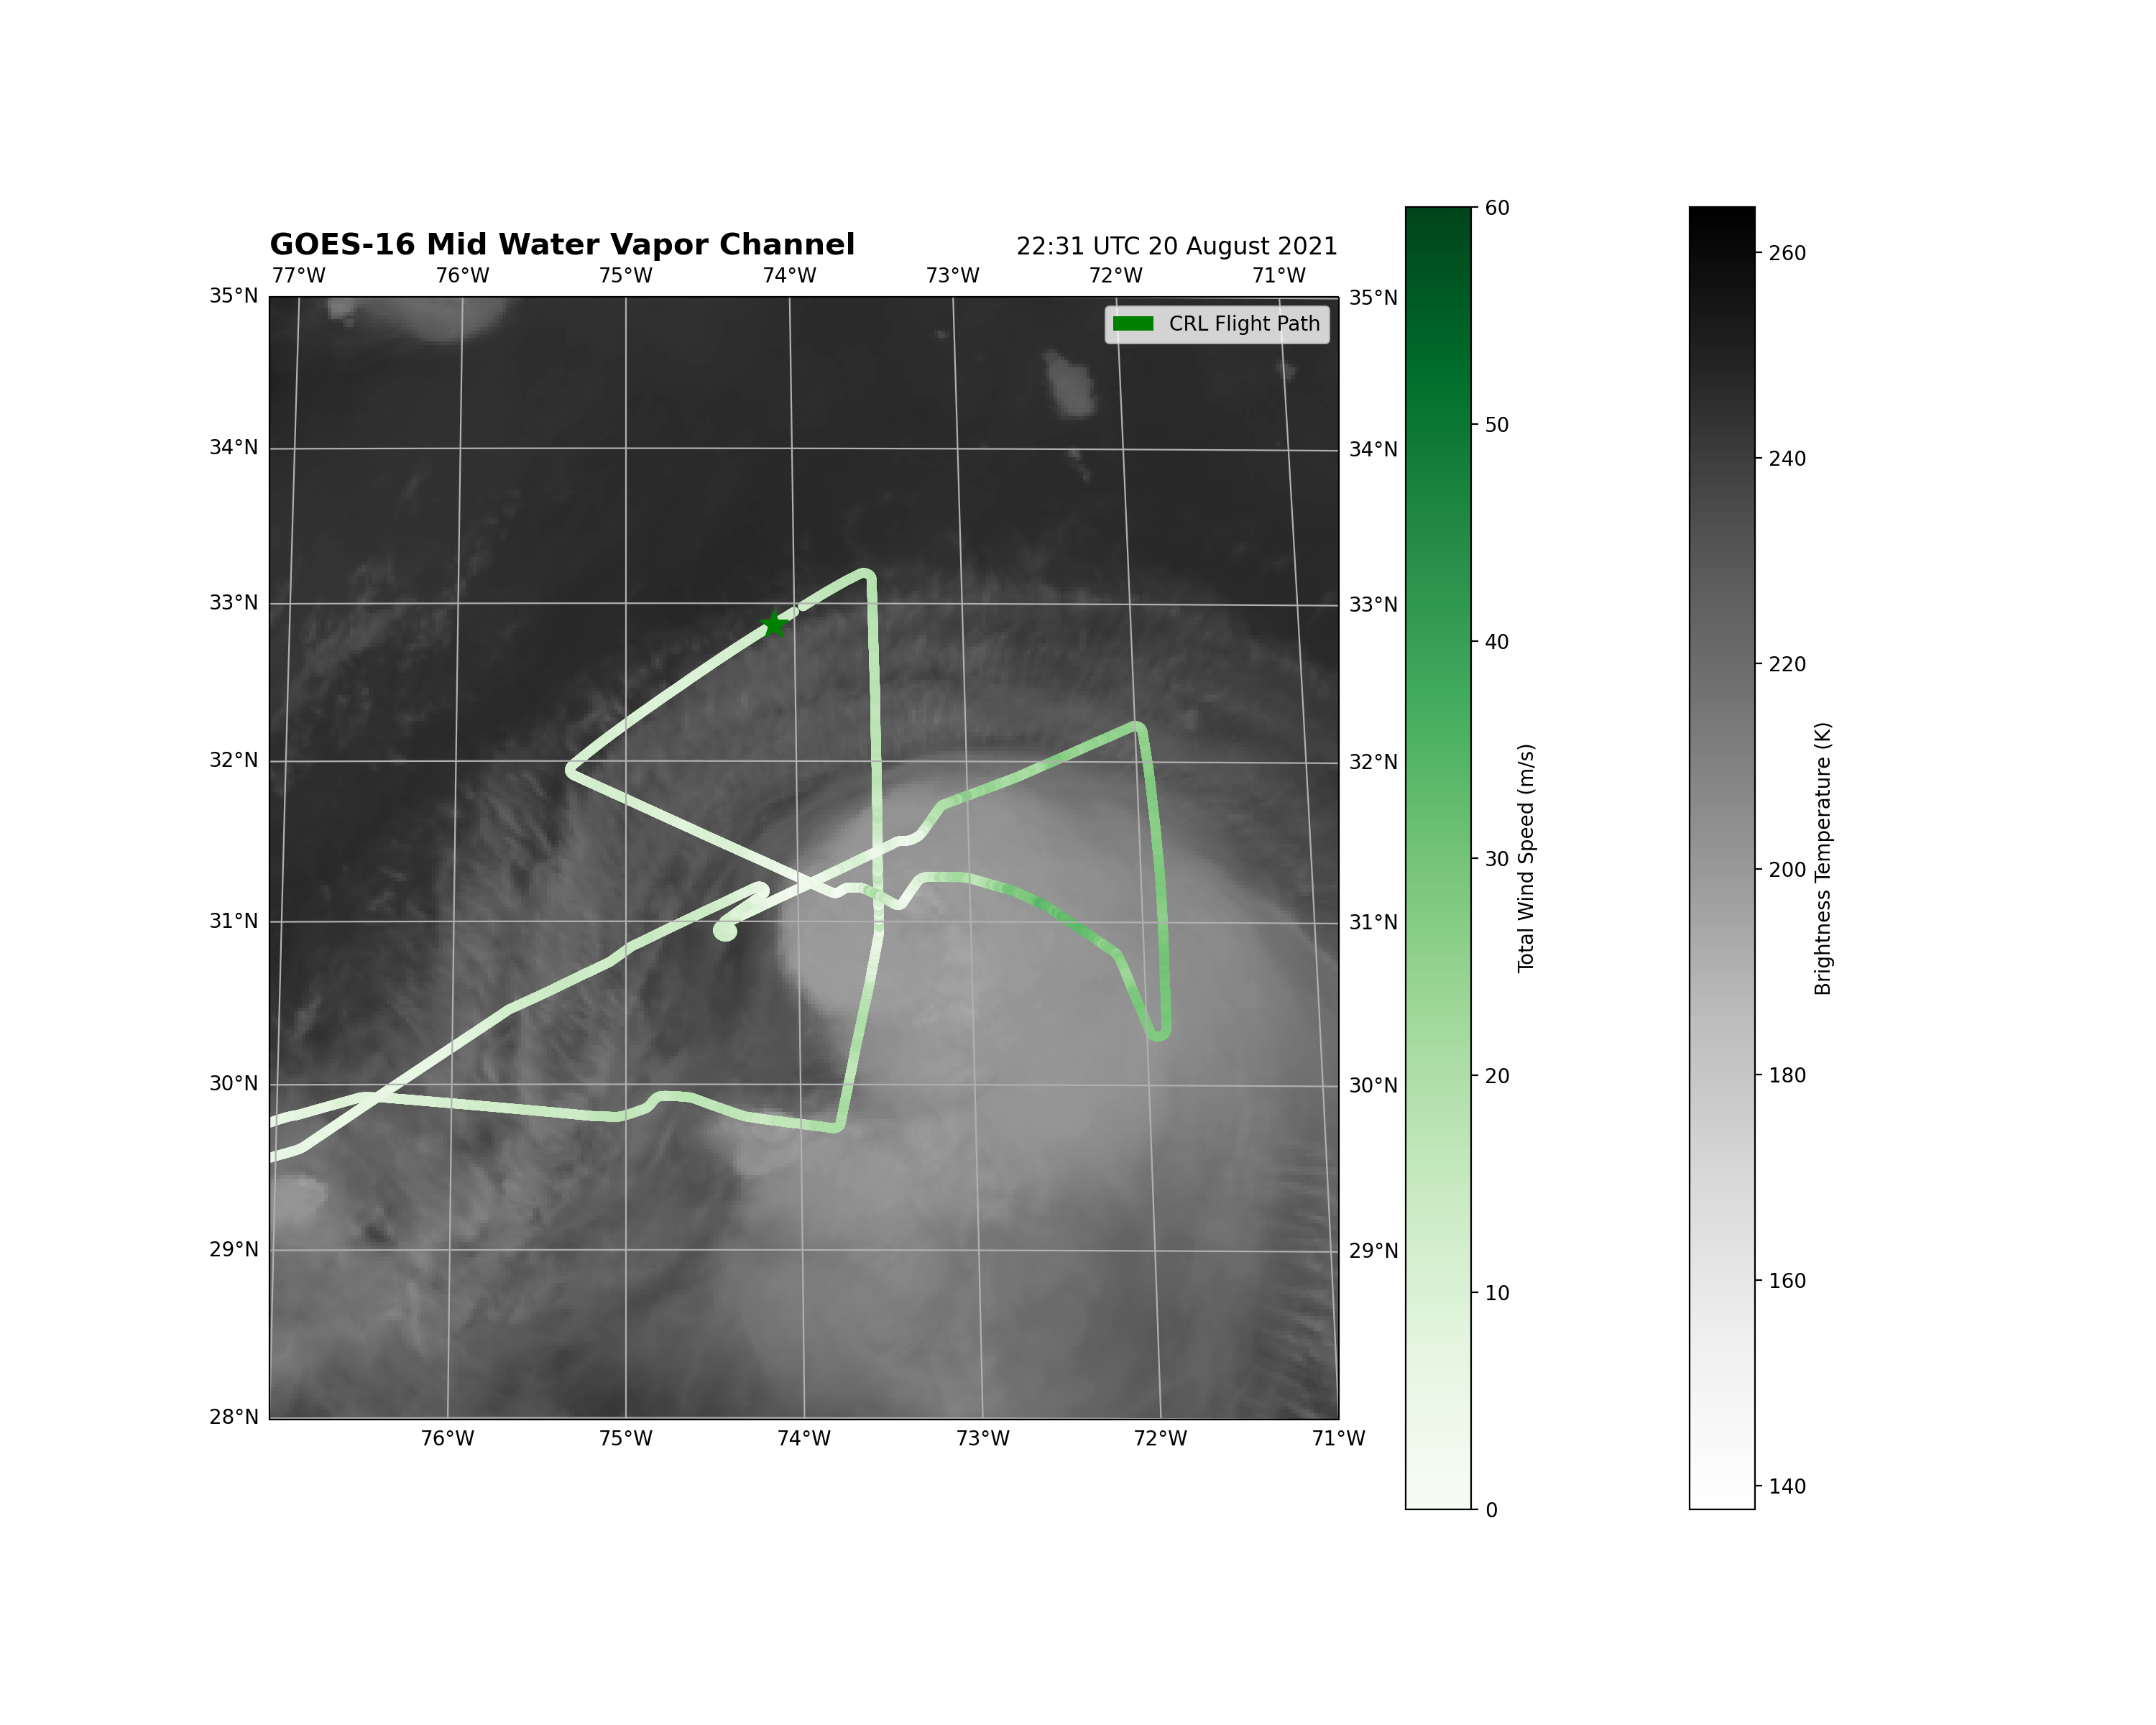 GOES-16 Mid Water Vapor Channel
22:31 UTC 20 August 2021
77°W 76°W 75°W 74°W 73°W 72°W 71°W
35°N
34°N
33°N
32°N
31°N
30°N
29°N
28°N
CRL Flight Path
35°N
34°N
33°N
32°N
31°N
30°N
29°N
76°W 75°W 74°W 73°W 72°W 71°W
60
50
40
30
20
10
0
Total Wind Speed (m/s)
260
240
220
200
180
160
140
Brightness Temperature (K)